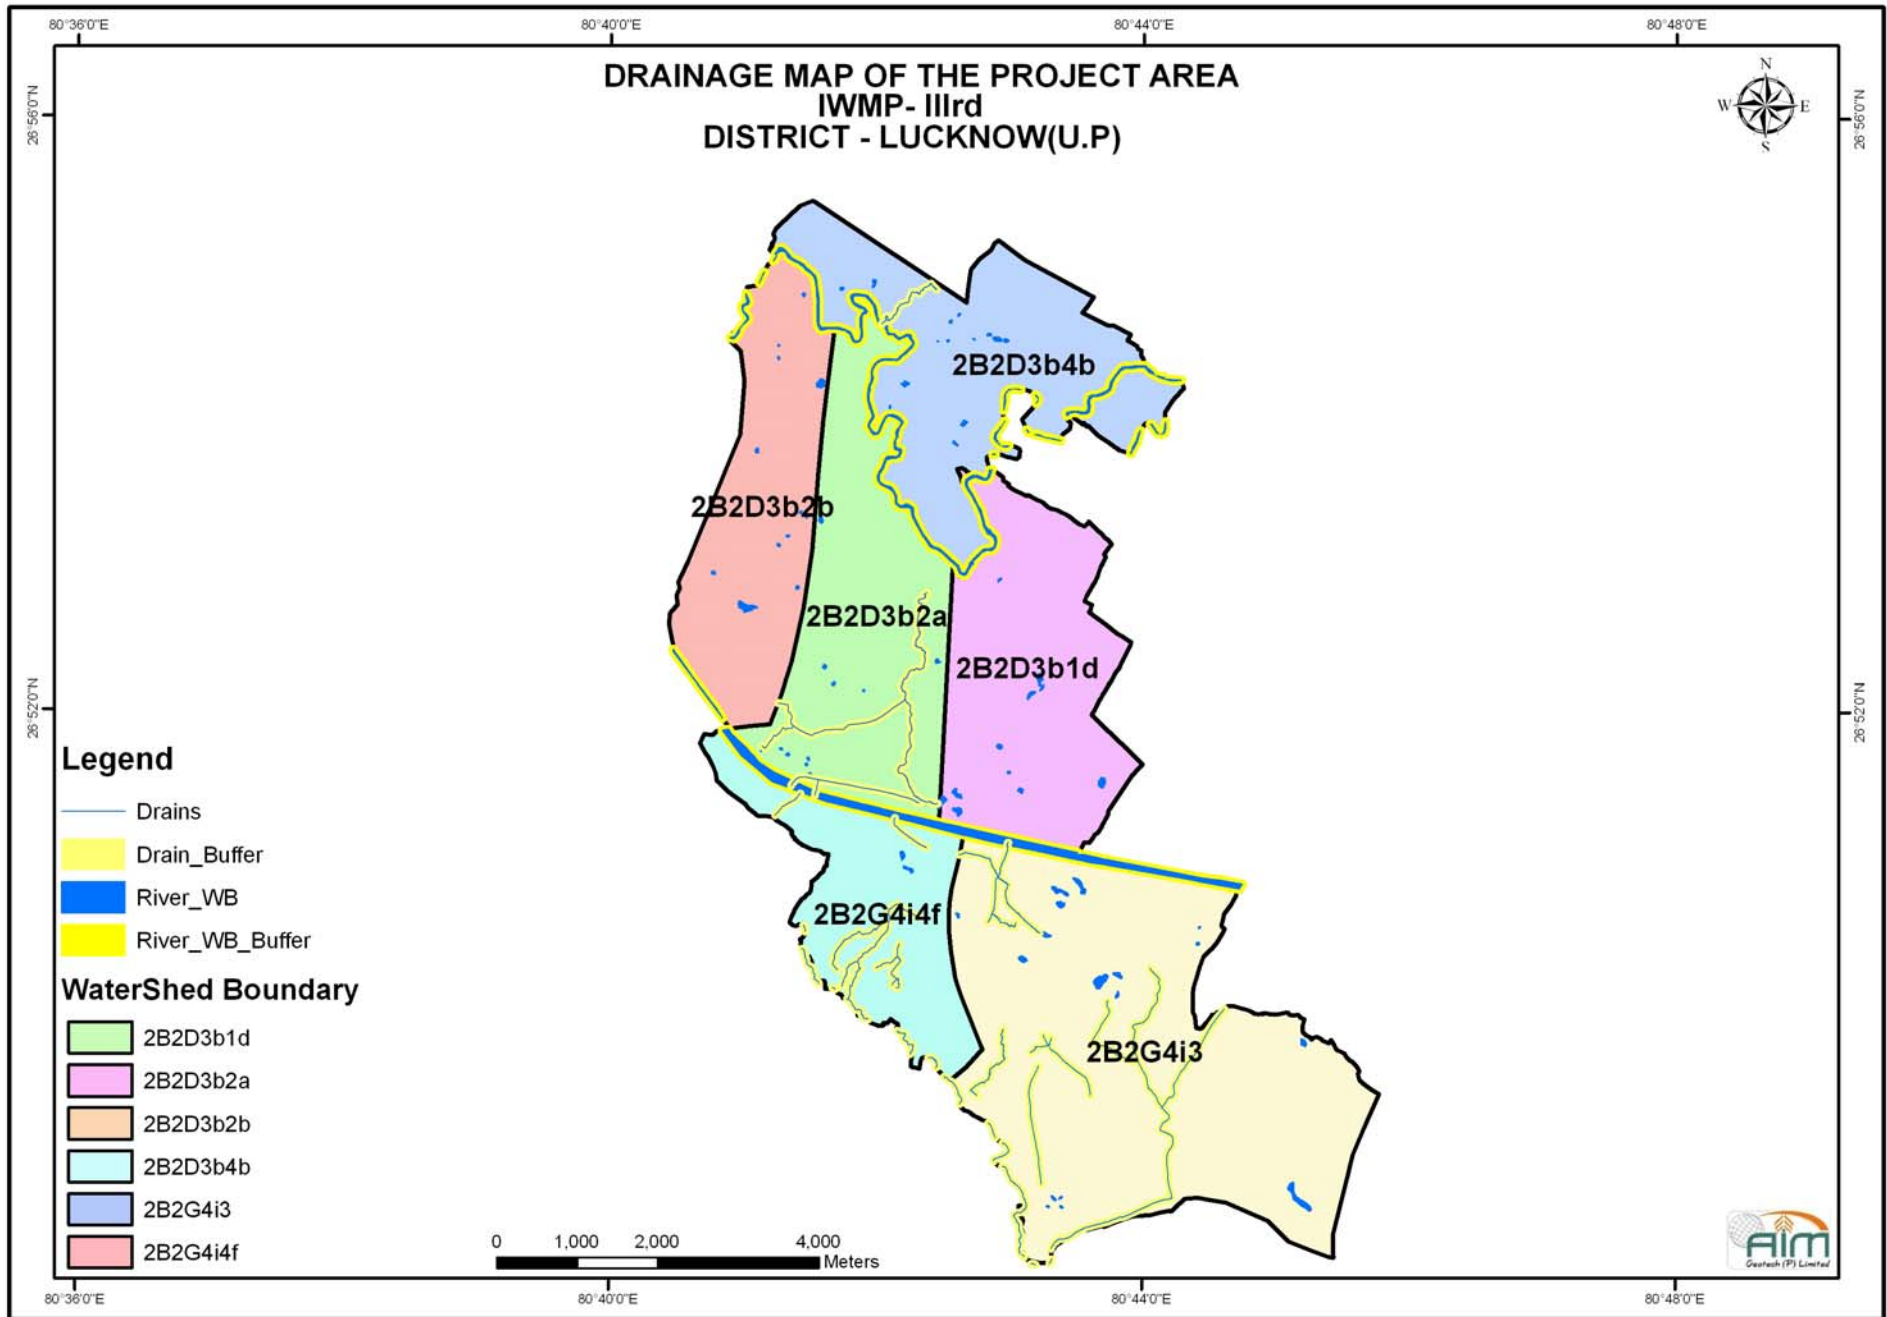 80°36'0"E 80°40'0"E 80°44'0"E 80°48'0"E
DRAINAGE MAP OF THE PROJECT AREA
IWMP- IIIrd
DISTRICT - LUCKNOW(U.P)
N
W E
S
26°56'0"N 26°56'0"N
2B2D3b4b
2B2D3b2b
2B2D3b2a
2B2D3b1d
26°52'0"N 26°52'0"N
2B2G4i4f
2B2G4i3
Legend
Drains
Drain_Buffer
River_WB
River_WB_Buffer
WaterShed Boundary
2B2D3b1d
2B2D3b2a
2B2D3b2b
2B2D3b4b
2B2G4i3
2B2G4i4f
0 1,000 2,000 4,000
Meters
AIM
Geotech (P) Limited
80°36'0"E 80°40'0"E 80°44'0"E 80°48'0"E